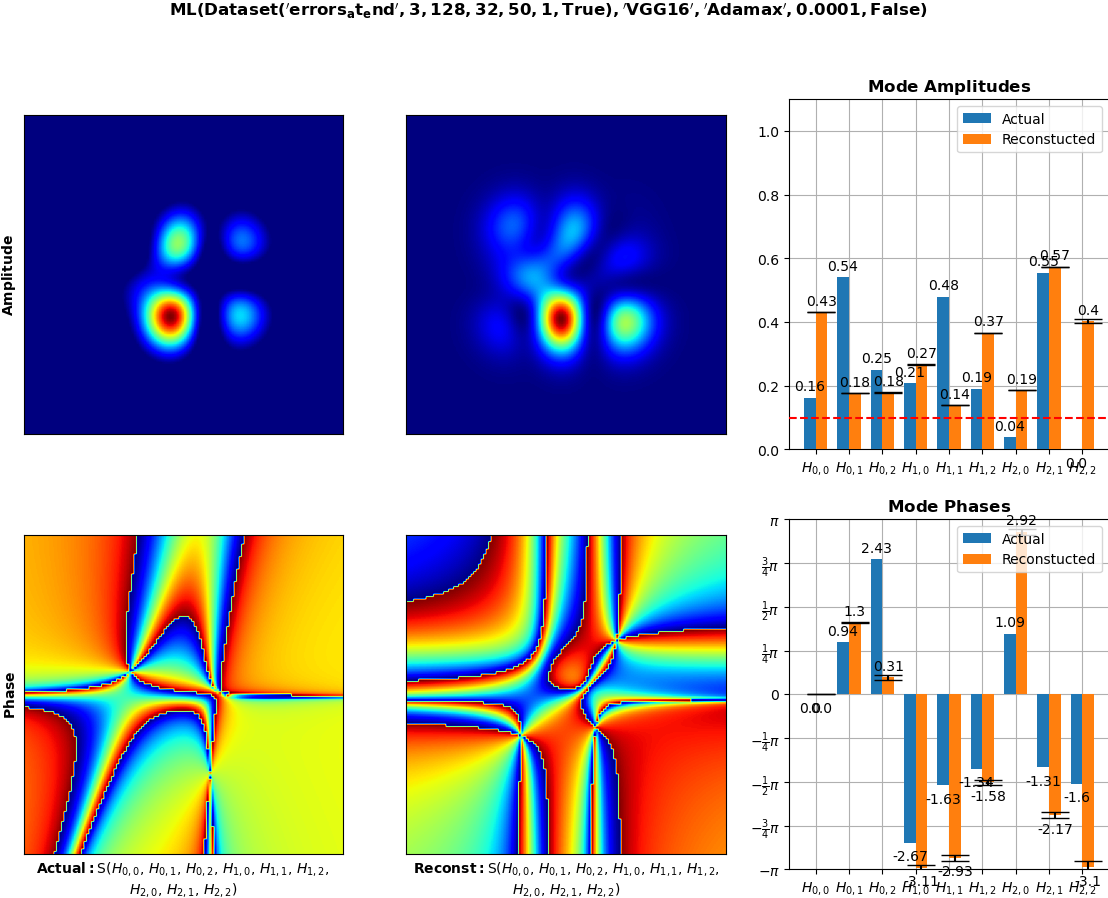 ML(Dataset('errors_at_end', 3, 128, 32, 50, 1, True), 'VGG16', 'Adamax', 0.0001, False)
Amplitude
Mode Amplitudes
Actual
Reconstucted
1.0
0.8
0.6
0.4
0.2
0.0
0.16 0.43 0.54 0.18 0.25 0.18 0.21 0.27 0.48 0.14 0.19 0.37 0.04 0.19 0.55 0.57 0.0 0.4
H0,0 H0,1 H0,2 H1,0 H1,1 H1,2 H2,0 H2,1 H2,2
Phase
Actual: S(H0,0, H0,1, H0,2, H1,0, H1,1, H1,2,
H2,0, H2,1, H2,2)
Reconst: S(H0,0, H0,1, H0,2, H1,0, H1,1, H1,2,
H2,0, H2,1, H2,2)
Mode Phases
Actual
Reconstucted
π
3/4π
1/2π
1/4π
0
−1/4π
−1/2π
−3/4π
−π
0.0 0.0 0.94 1.3 2.43 0.31 -2.67 -3.11 -1.63 -2.93 -1.34 -1.58 1.09 2.92 -1.31 -2.17 -1.6 -3.1
H0,0 H0,1 H0,2 H1,0 H1,1 H1,2 H2,0 H2,1 H2,2